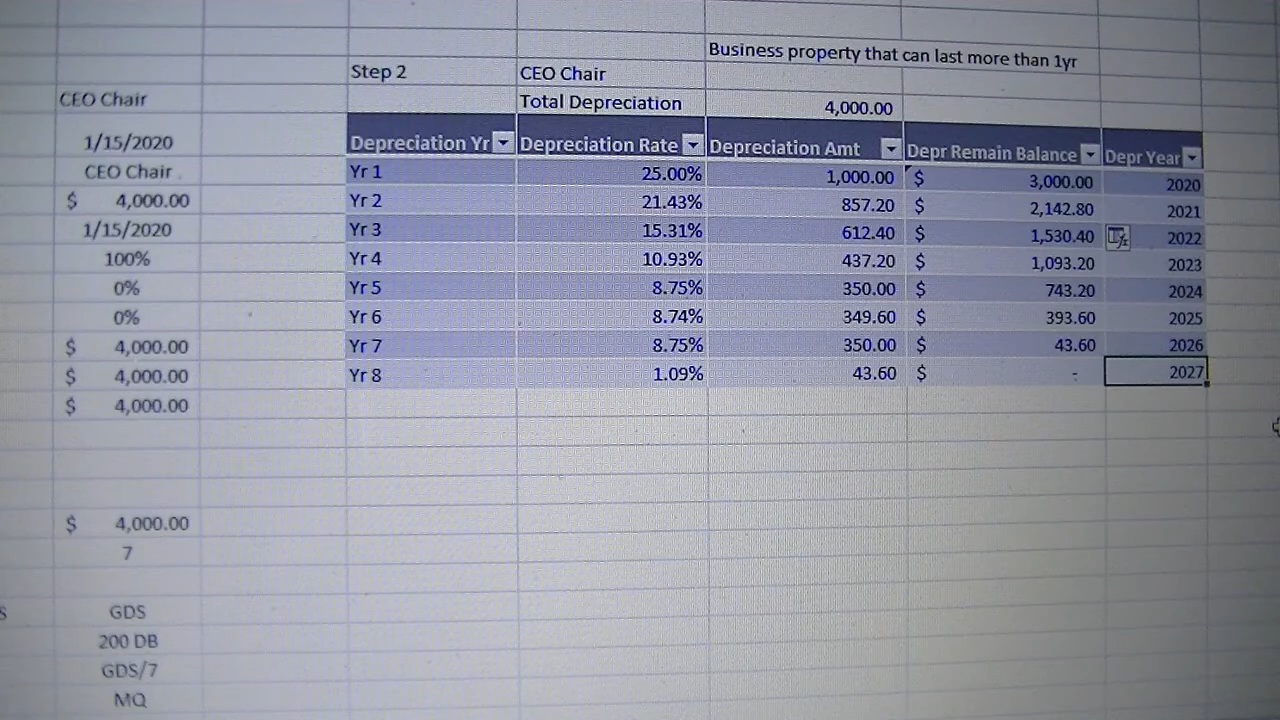 Business property that can last more than 1yr
Step 2 CEO Chair
CEO Chair Total Depreciation 4,000.00
1/15/2020 Depreciation Yr Depreciation Rate Depreciation Amt Depr Remain Balance Depr Year
CEO Chair Yr 1 25.00% 1,000.00 $ 3,000.00 2020
$ 4,000.00 Yr 2 21.43% 857.20 $ 2,142.80 2021
1/15/2020 Yr 3 15.31% 612.40 $ 1,530.40 2022
100% Yr 4 10.93% 437.20 $ 1,093.20 2023
0% Yr 5 8.75% 350.00 $ 743.20 2024
0% Yr 6 8.74% 349.60 $ 393.60 2025
$ 4,000.00 Yr 7 8.75% 350.00 $ 43.60 2026
$ 4,000.00 Yr 8 1.09% 43.60 $ - 2027
$ 4,000.00
$ 4,000.00
7
s GDS
200 DB
GDS/7
MQ